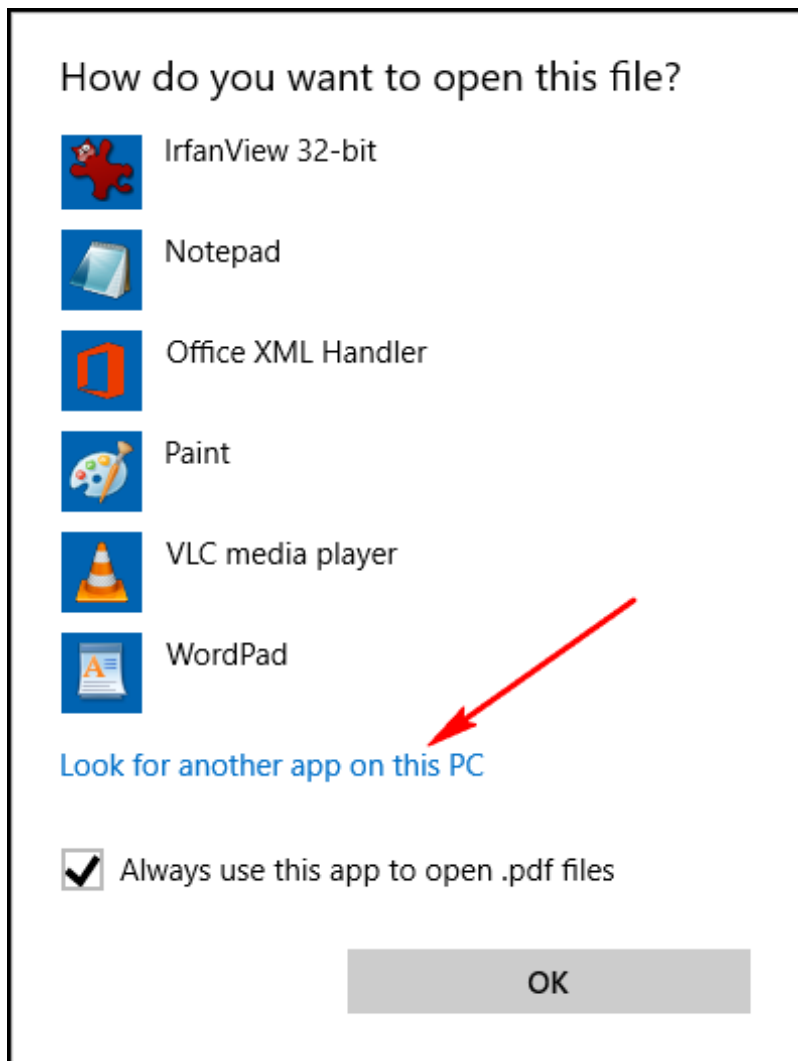 How do you want to open this file?
IrfanView 32-bit
Notepad
Office XML Handler
Paint
VLC media player
WordPad
Look for another app on this PC
Always use this app to open .pdf files
OK